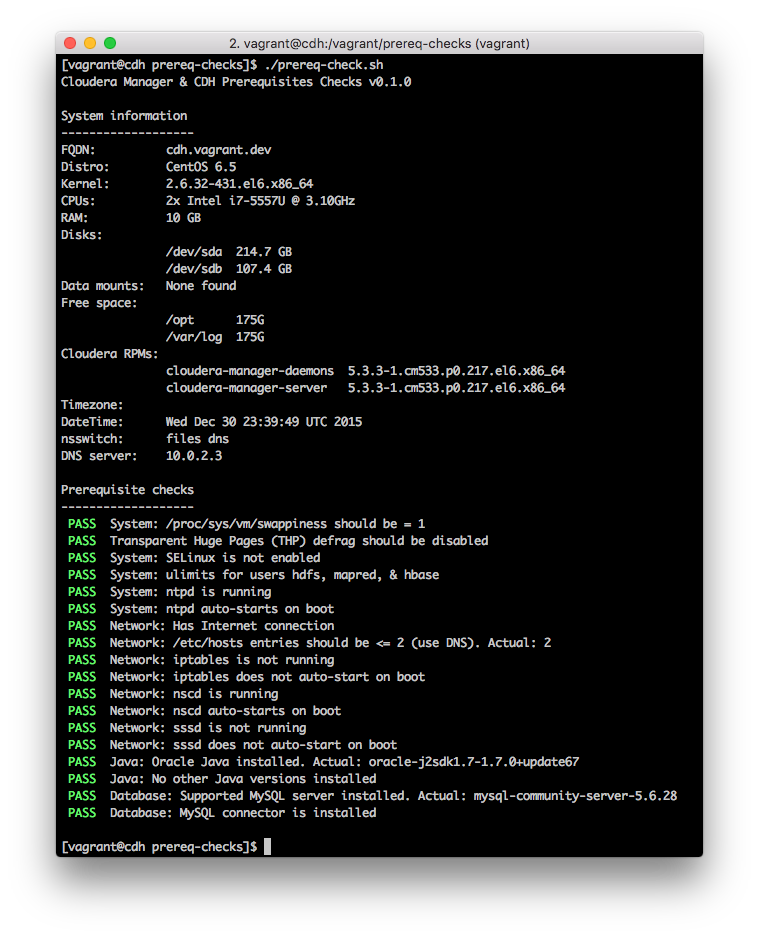 2. vagrant@cdh:/vagrant/prereq-checks (vagrant)
[vagrant@cdh prereq-checks]$ ./prereq-check.sh
Cloudera Manager & CDH Prerequisites Checks v0.1.0
System information
-------------------
FQDN:          cdh.vagrant.dev
Distro:        CentOS 6.5
Kernel:        2.6.32-431.el6.x86_64
CPUs:          2x Intel i7-5557U @ 3.10GHz
RAM:           10 GB
Disks:
               /dev/sda  214.7 GB
               /dev/sdb  107.4 GB
Data mounts:   None found
Free space:
               /opt      175G
               /var/log  175G
Cloudera RPMs:
               cloudera-manager-daemons  5.3.3-1.cm533.p0.217.el6.x86_64
               cloudera-manager-server   5.3.3-1.cm533.p0.217.el6.x86_64
Timezone:
DateTime:      Wed Dec 30 23:39:49 UTC 2015
nsswitch:      files dns
DNS server:    10.0.2.3
Prerequisite checks
-------------------
 PASS  System: /proc/sys/vm/swappiness should be = 1
 PASS  Transparent Huge Pages (THP) defrag should be disabled
 PASS  System: SELinux is not enabled
 PASS  System: ulimits for users hdfs, mapred, & hbase
 PASS  System: ntpd is running
 PASS  System: ntpd auto-starts on boot
 PASS  Network: Has Internet connection
 PASS  Network: /etc/hosts entries should be <= 2 (use DNS). Actual: 2
 PASS  Network: iptables is not running
 PASS  Network: iptables does not auto-start on boot
 PASS  Network: nscd is running
 PASS  Network: nscd auto-starts on boot
 PASS  Network: sssd is not running
 PASS  Network: sssd does not auto-start on boot
 PASS  Java: Oracle Java installed. Actual: oracle-j2sdk1.7-1.7.0+update67
 PASS  Java: No other Java versions installed
 PASS  Database: Supported MySQL server installed. Actual: mysql-community-server-5.6.28
 PASS  Database: MySQL connector is installed
[vagrant@cdh prereq-checks]$